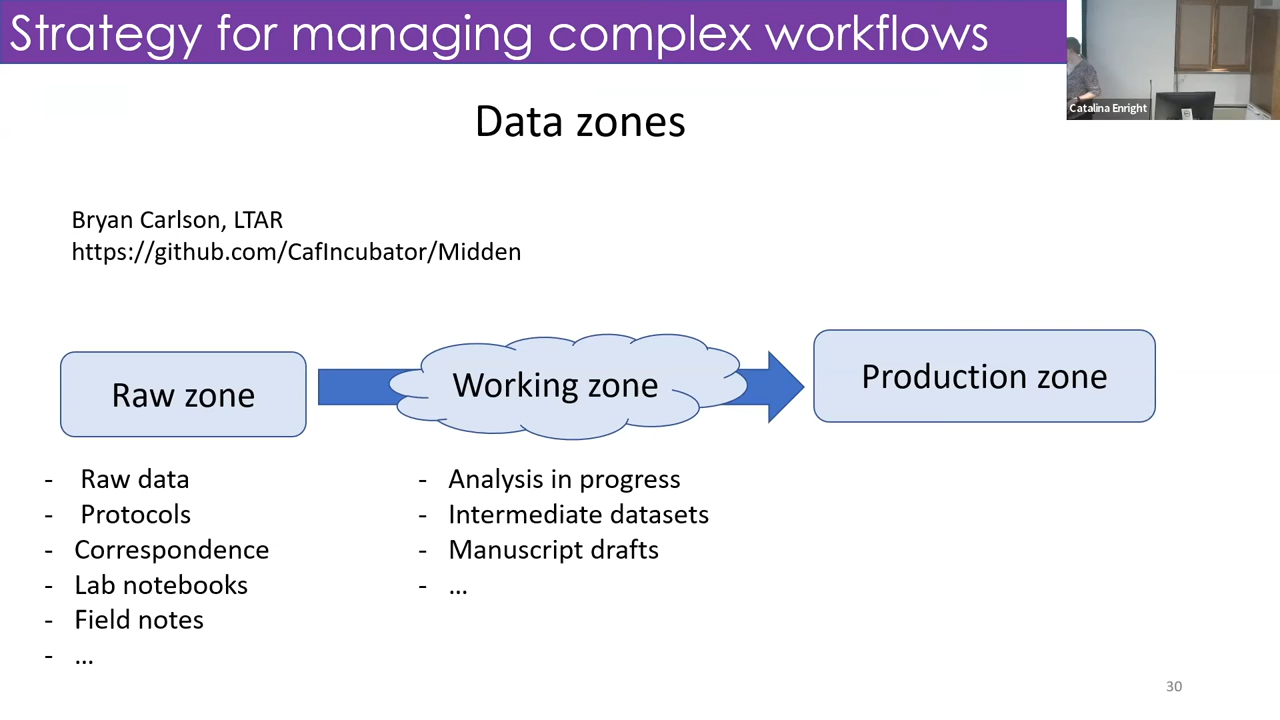 Strategy for managing complex workflows
Catalina Enright
Data zones
Bryan Carlson, LTAR
https://github.com/CafIncubator/Midden
Raw zone
Working zone
Production zone
- Raw data
- Protocols
- Correspondence
- Lab notebooks
- Field notes
- ...
- Analysis in progress
- Intermediate datasets
- Manuscript drafts
- ...
30